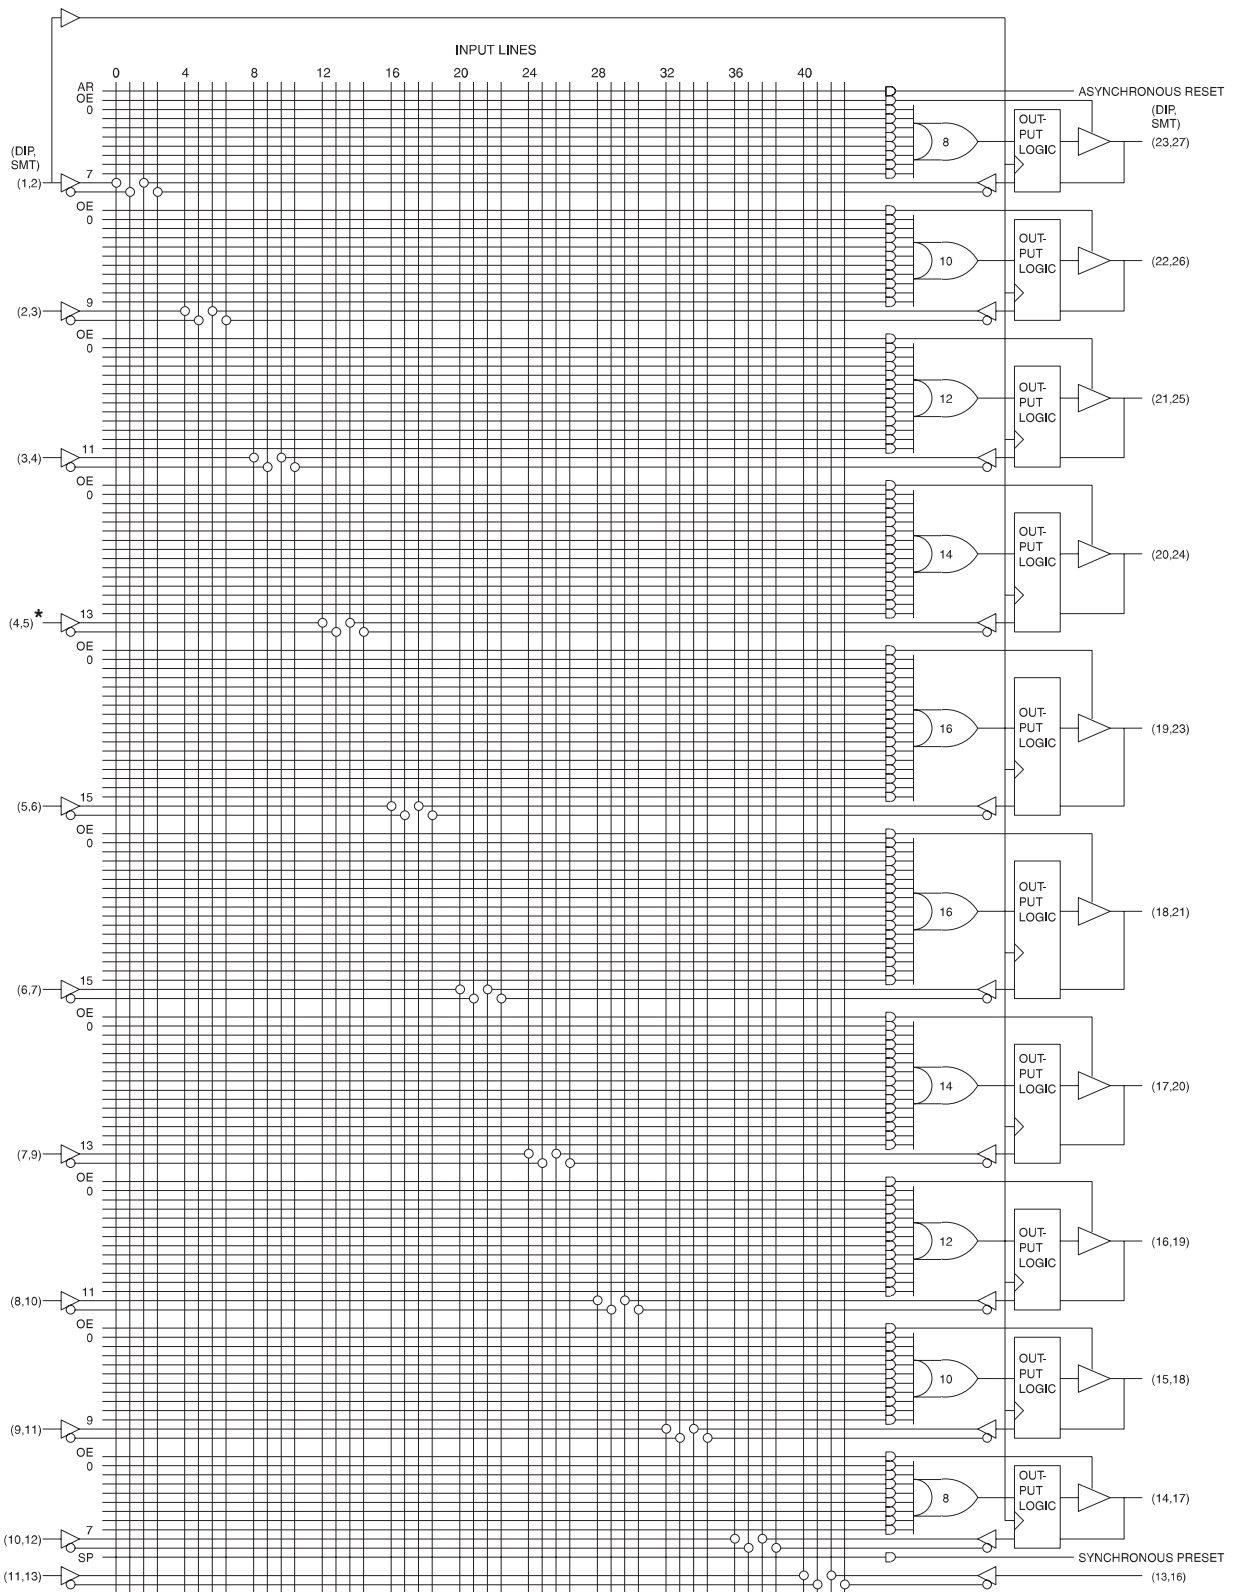 INPUT LINES
0 4 8 12 16 20 24 28 32 36 40
AR
ASYNCHRONOUS RESET
OE
0
(DIP,
SMT)
7
(1,2)
8
OUT-
PUT
LOGIC
(DIP,
SMT)
(23,27)
OE
0
9
(2,3)
10
OUT-
PUT
LOGIC
(22,26)
OE
0
11
(3,4)
12
OUT-
PUT
LOGIC
(21,25)
OE
0
13
(4,5)*
14
OUT-
PUT
LOGIC
(20,24)
OE
0
15
(5,6)
16
OUT-
PUT
LOGIC
(19,23)
OE
0
15
(6,7)
16
OUT-
PUT
LOGIC
(18,21)
OE
0
13
(7,9)
14
OUT-
PUT
LOGIC
(17,20)
OE
0
11
(8,10)
12
OUT-
PUT
LOGIC
(16,19)
OE
0
9
(9,11)
10
OUT-
PUT
LOGIC
(15,18)
OE
0
7
(10,12)
8
OUT-
PUT
LOGIC
(14,17)
SP
SYNCHRONOUS PRESET
(11,13)
(13,16)